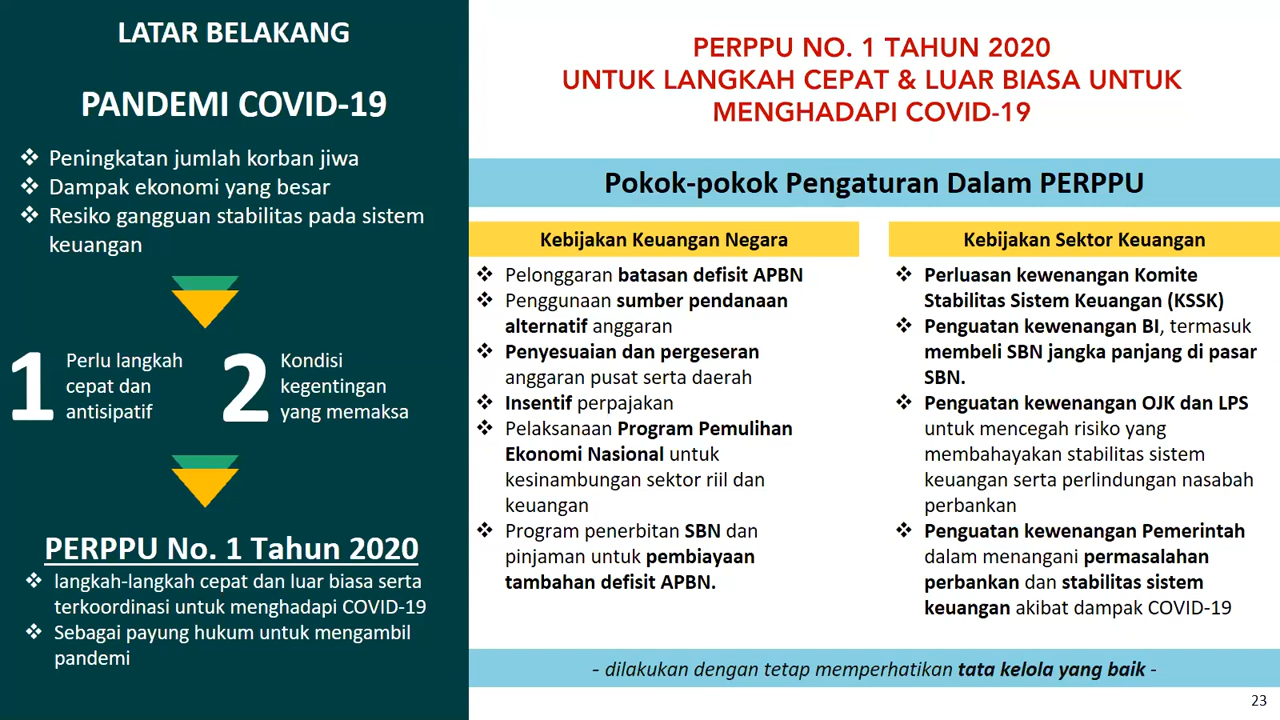 LATAR BELAKANG
PANDEMI COVID-19
❖ Peningkatan jumlah korban jiwa
❖ Dampak ekonomi yang besar
❖ Resiko gangguan stabilitas pada sistem
keuangan
1 Perlu langkah
cepat dan
antisipatif
2 Kondisi
kegentingan
yang memaksa
PERPPU No. 1 Tahun 2020
❖ langkah-langkah cepat dan luar biasa serta
terkoordinasi untuk menghadapi COVID-19
❖ Sebagai payung hukum untuk mengambil
pandemi
PERPPU NO. 1 TAHUN 2020
UNTUK LANGKAH CEPAT & LUAR BIASA UNTUK
MENGHADAPI COVID-19
Pokok-pokok Pengaturan Dalam PERPPU
Kebijakan Keuangan Negara
❖ Pelonggaran batasan defisit APBN
❖ Penggunaan sumber pendanaan
alternatif anggaran
❖ Penyesuaian dan pergeseran
anggaran pusat serta daerah
❖ Insentif perpajakan
❖ Pelaksanaan Program Pemulihan
Ekonomi Nasional untuk
kesinambungan sektor riil dan
keuangan
❖ Program penerbitan SBN dan
pinjaman untuk pembiayaan
tambahan defisit APBN.
Kebijakan Sektor Keuangan
❖ Perluasan kewenangan Komite
Stabilitas Sistem Keuangan (KSSK)
❖ Penguatan kewenangan BI, termasuk
membeli SBN jangka panjang di pasar
SBN.
❖ Penguatan kewenangan OJK dan LPS
untuk mencegah risiko yang
membahayakan stabilitas sistem
keuangan serta perlindungan nasabah
perbankan
❖ Penguatan kewenangan Pemerintah
dalam menangani permasalahan
perbankan dan stabilitas sistem
keuangan akibat dampak COVID-19
- dilakukan dengan tetap memperhatikan tata kelola yang baik -
23